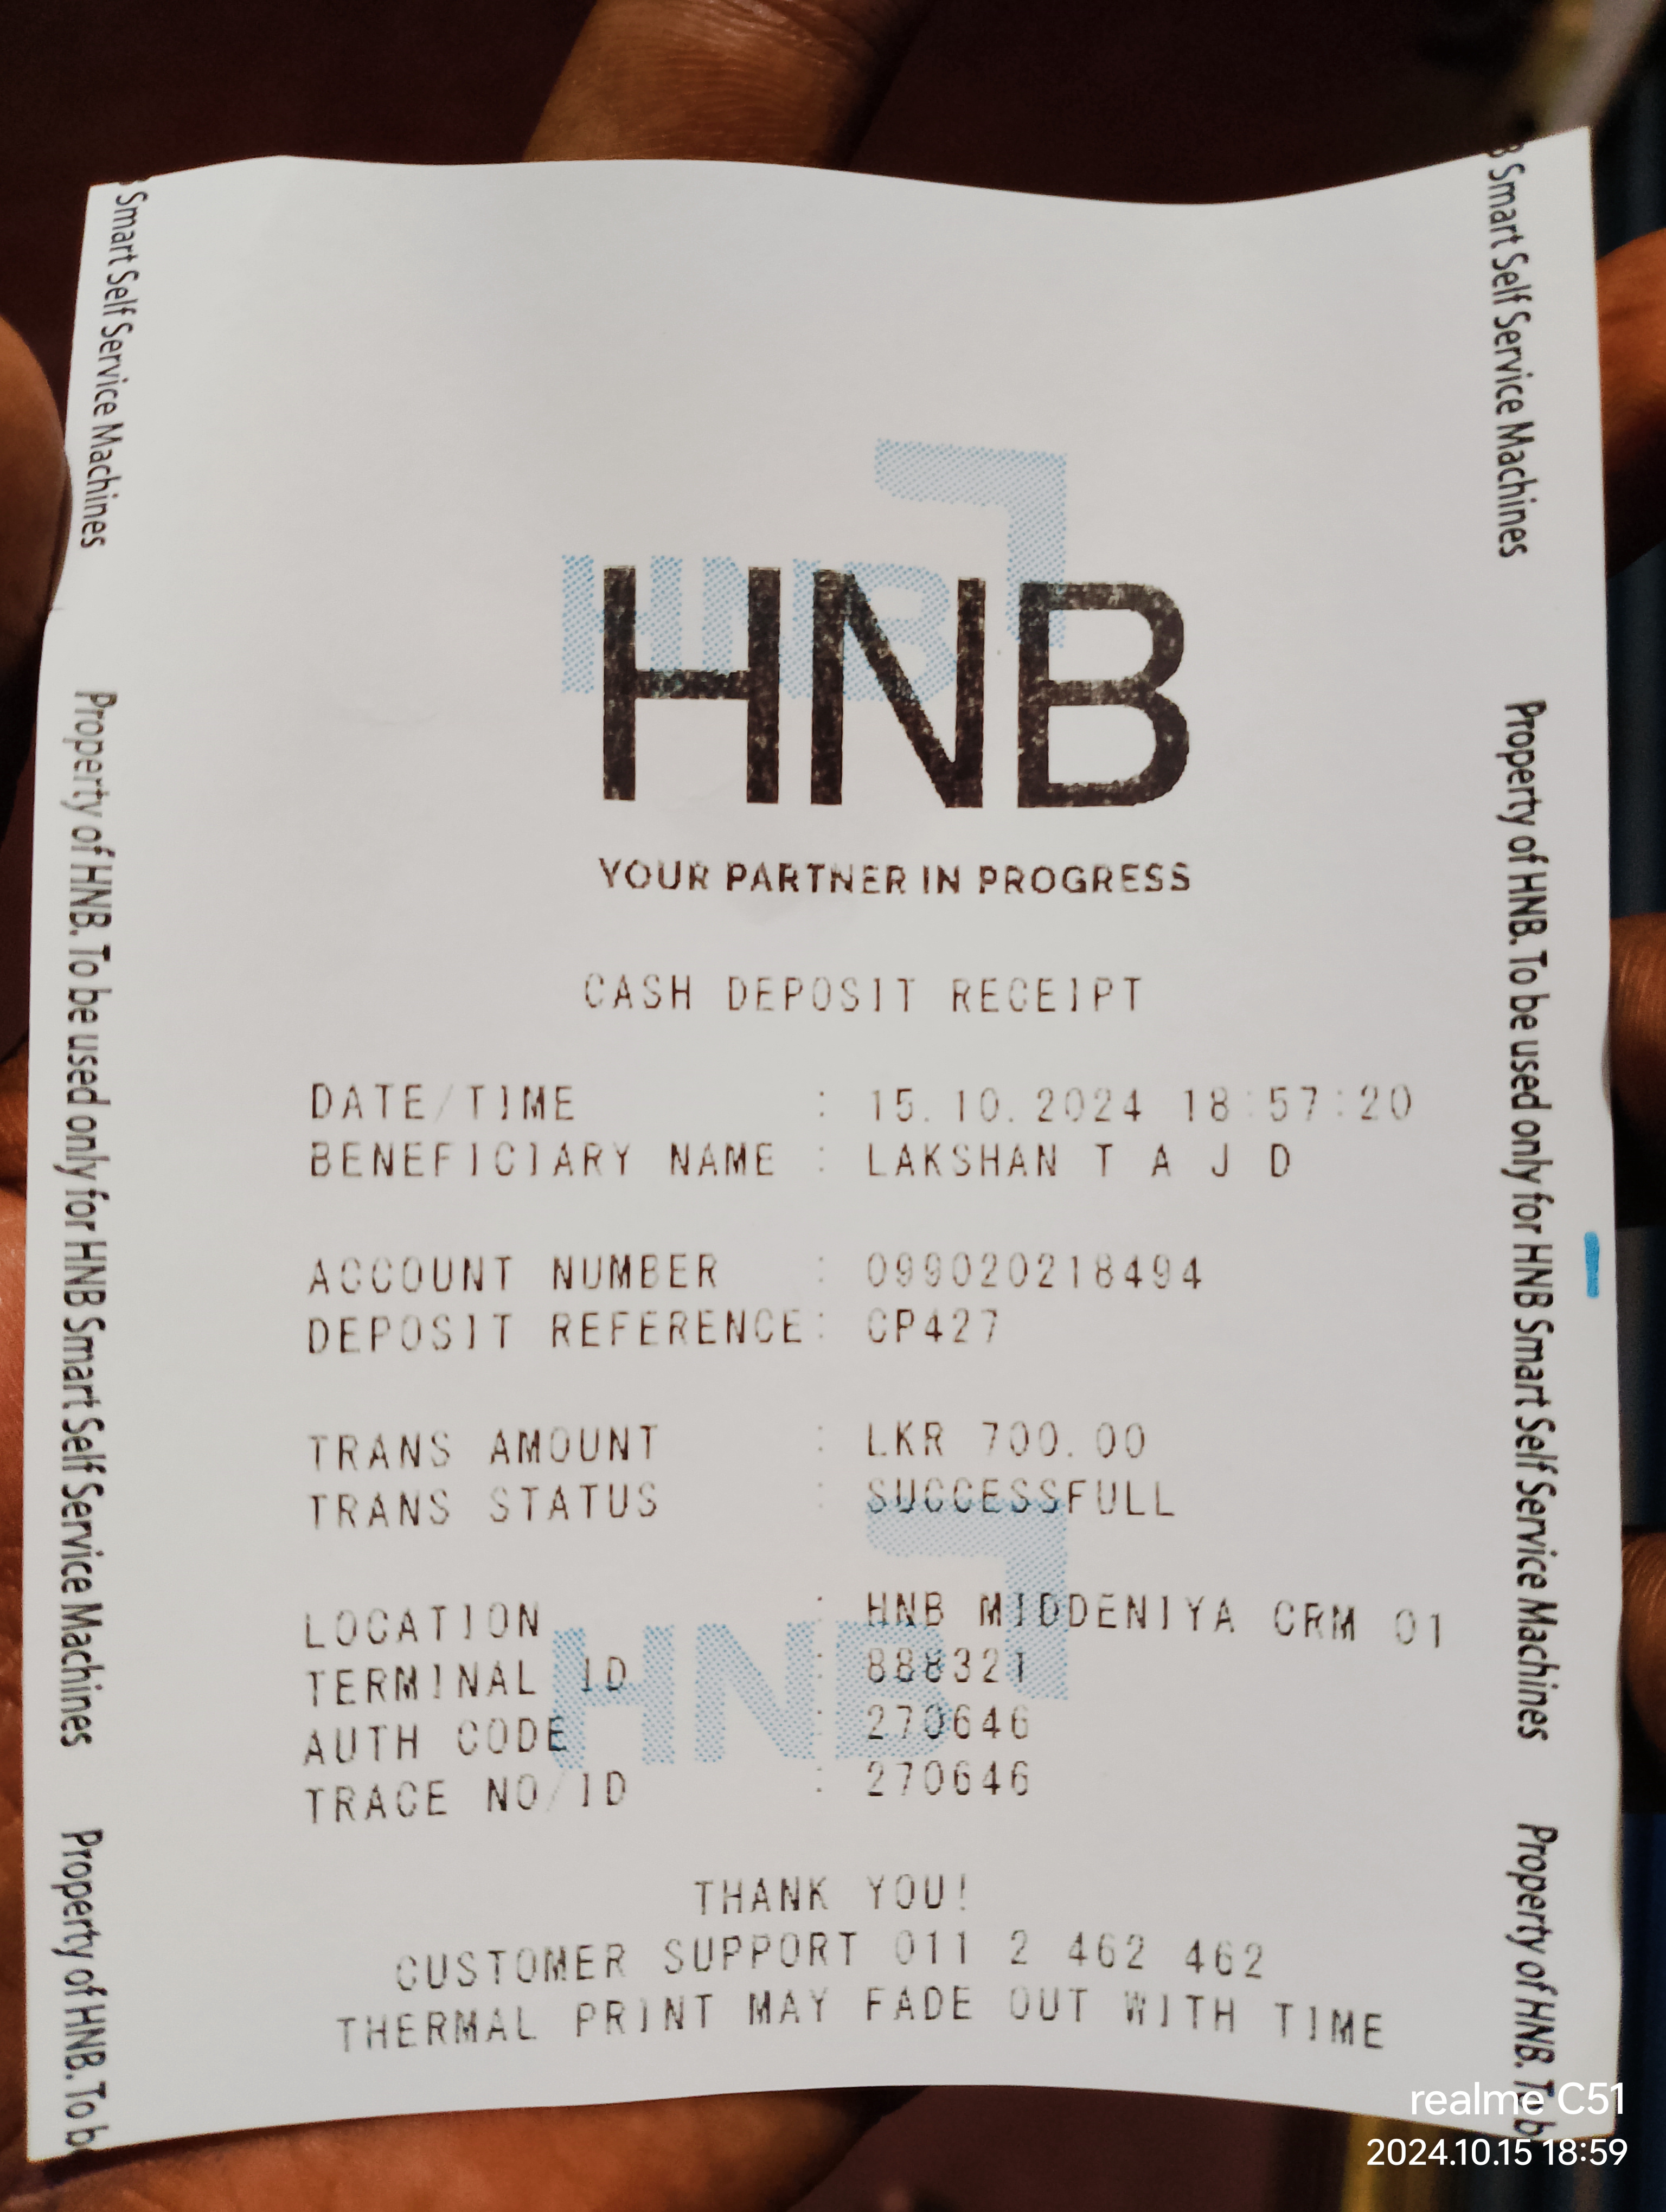 HNB
YOUR PARTNER IN PROGRESS
CASH DEPOSIT RECEIPT
DATE/TIME : 15.10.2024 18:57:20
BENEFICIARY NAME : LAKSHAN T A J D
ACCOUNT NUMBER : 099020218494
DEPOSIT REFERENCE: CP427
TRANS AMOUNT : LKR 700.00
TRANS STATUS : SUCCESSFULL
LOCATION : HNB MIDDENIYA CRM 01
TERMINAL ID : 888321
AUTH CODE : 270646
TRACE NO/ID : 270646
THANK YOU!
CUSTOMER SUPPORT 011 2 462 462
THERMAL PRINT MAY FADE OUT WITH TIME
HNB
HNB
Smart Self Service Machines
Property of HNB. To be used only for HNB Smart Self Service Machines
Property of HNB. To b
Smart Self Service Machines
Property of HNB. To be used only for HNB Smart Self Service Machines
Property of HNB. To b
realme C51
2024.10.15 18:59